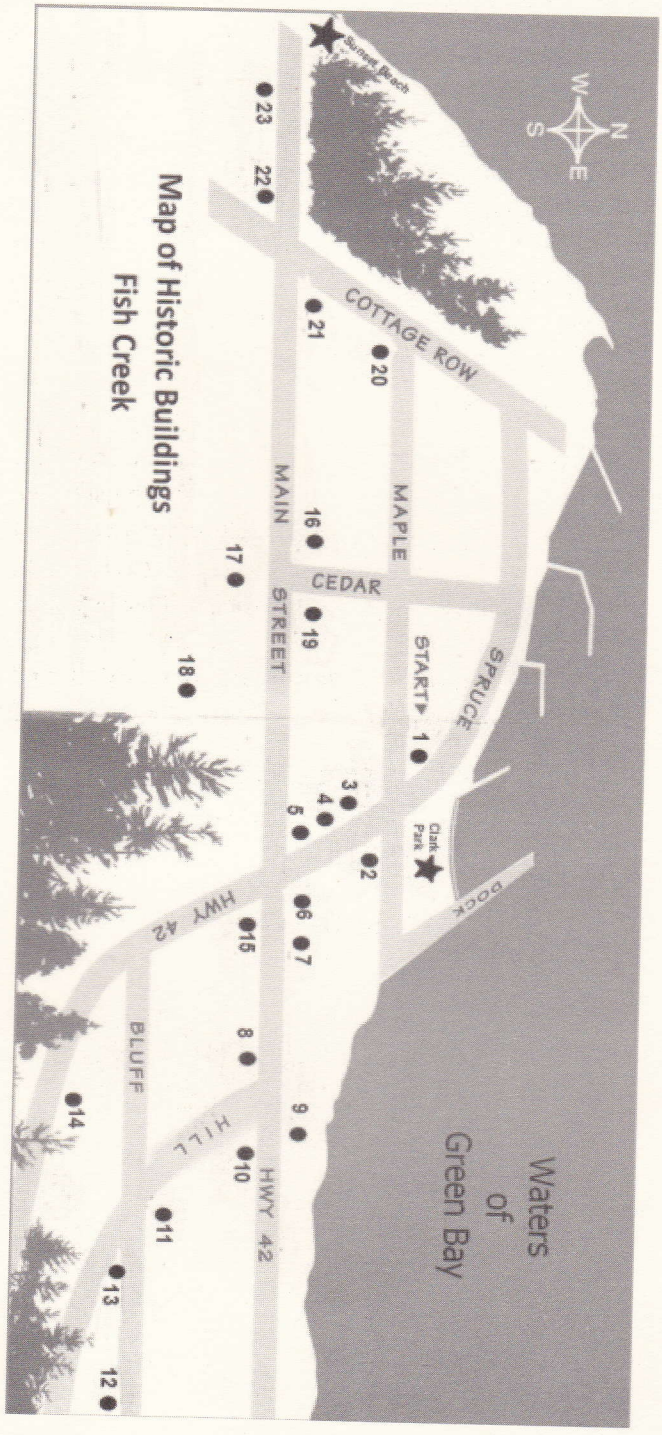 N
W
E
S
Sunset Beach
COTTAGE ROW
23
22
21
20
MAPLE
MAIN
STREET
16
CEDAR
17
19
18
SPRUCE
START▶ 1
3
4
5
2
Clark
Park
DOCK
6
7
HWY 42
15
8
9
BLUFF
HILL
10
14
HWY 42
11
13
12
Waters
of
Green Bay
Map of Historic Buildings
Fish Creek